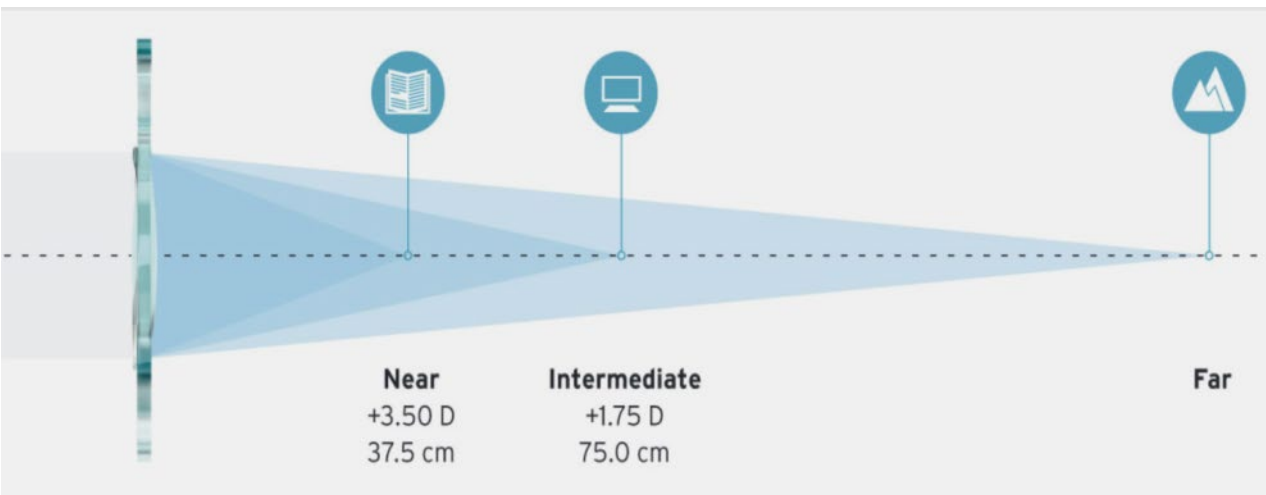 Near
+3.50 D
37.5 cm
Intermediate
+1.75 D
75.0 cm
Far